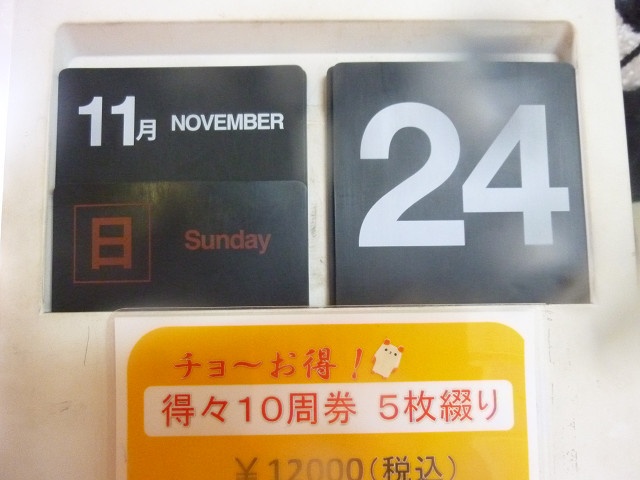 11月 NOVEMBER
日 Sunday
24
チョ～お得!
得々10周券 5枚綴り
¥12000(税込)